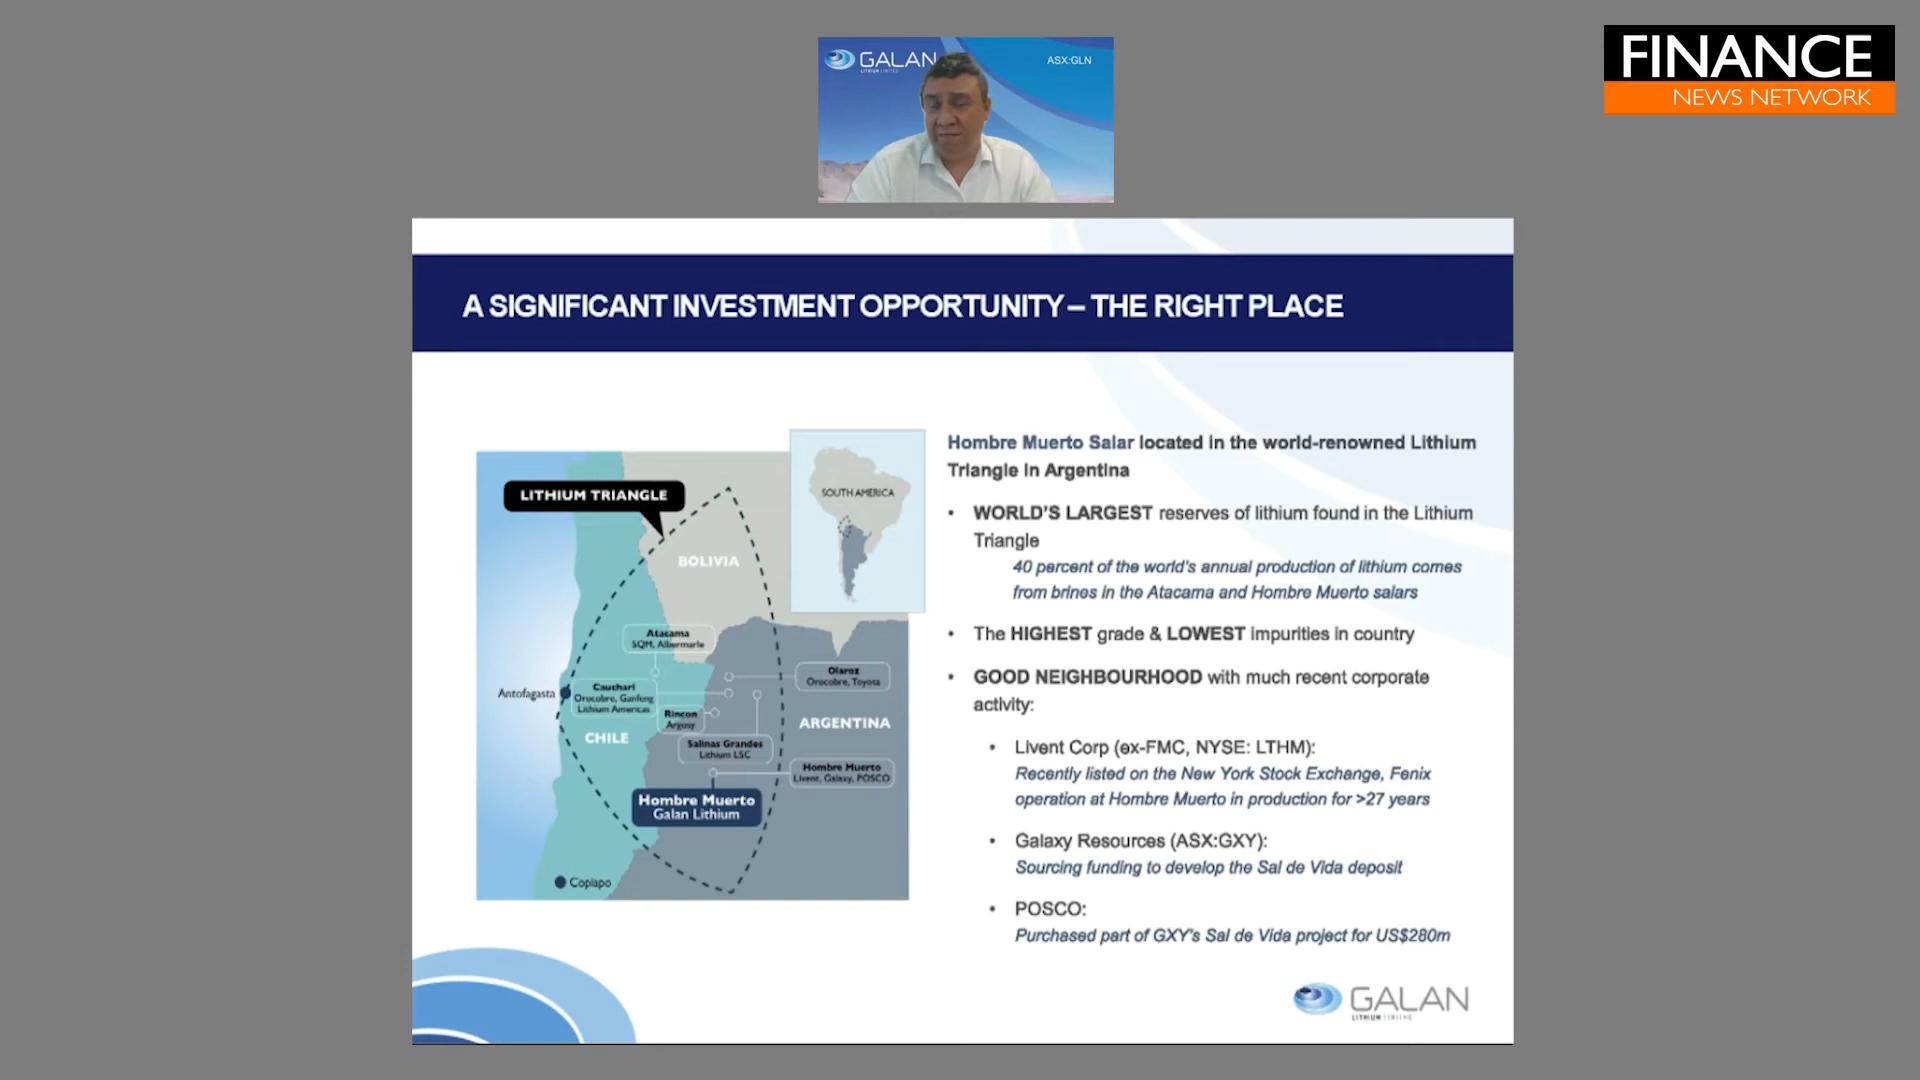 FINANCE
NEWS NETWORK
GALAN
LITHIUM LIMITED
ASX:GLN
A SIGNIFICANT INVESTMENT OPPORTUNITY – THE RIGHT PLACE
LITHIUM TRIANGLE
SOUTH AMERICA
BOLIVIA
Atacama
SQM, Albermarle
Olaroz
Orocobre, Toyota
Antofagasta
Cauchari
Orocobre, Ganfeng
Lithium Americas
Rincon
Argosy
ARGENTINA
CHILE
Salinas Grandes
Lithium LSC
Hombre Muerto
Livent, Galaxy, POSCO
Hombre Muerto
Galan Lithium
Copiapo
Hombre Muerto Salar located in the world-renowned Lithium
Triangle in Argentina
• WORLD'S LARGEST reserves of lithium found in the Lithium
Triangle
40 percent of the world's annual production of lithium comes
from brines in the Atacama and Hombre Muerto salars
• The HIGHEST grade & LOWEST impurities in country
• GOOD NEIGHBOURHOOD with much recent corporate
activity:
• Livent Corp (ex-FMC, NYSE: LTHM):
Recently listed on the New York Stock Exchange, Fenix
operation at Hombre Muerto in production for >27 years
• Galaxy Resources (ASX:GXY):
Sourcing funding to develop the Sal de Vida deposit
• POSCO:
Purchased part of GXY's Sal de Vida project for US$280m
GALAN
LITHIUM LIMITED